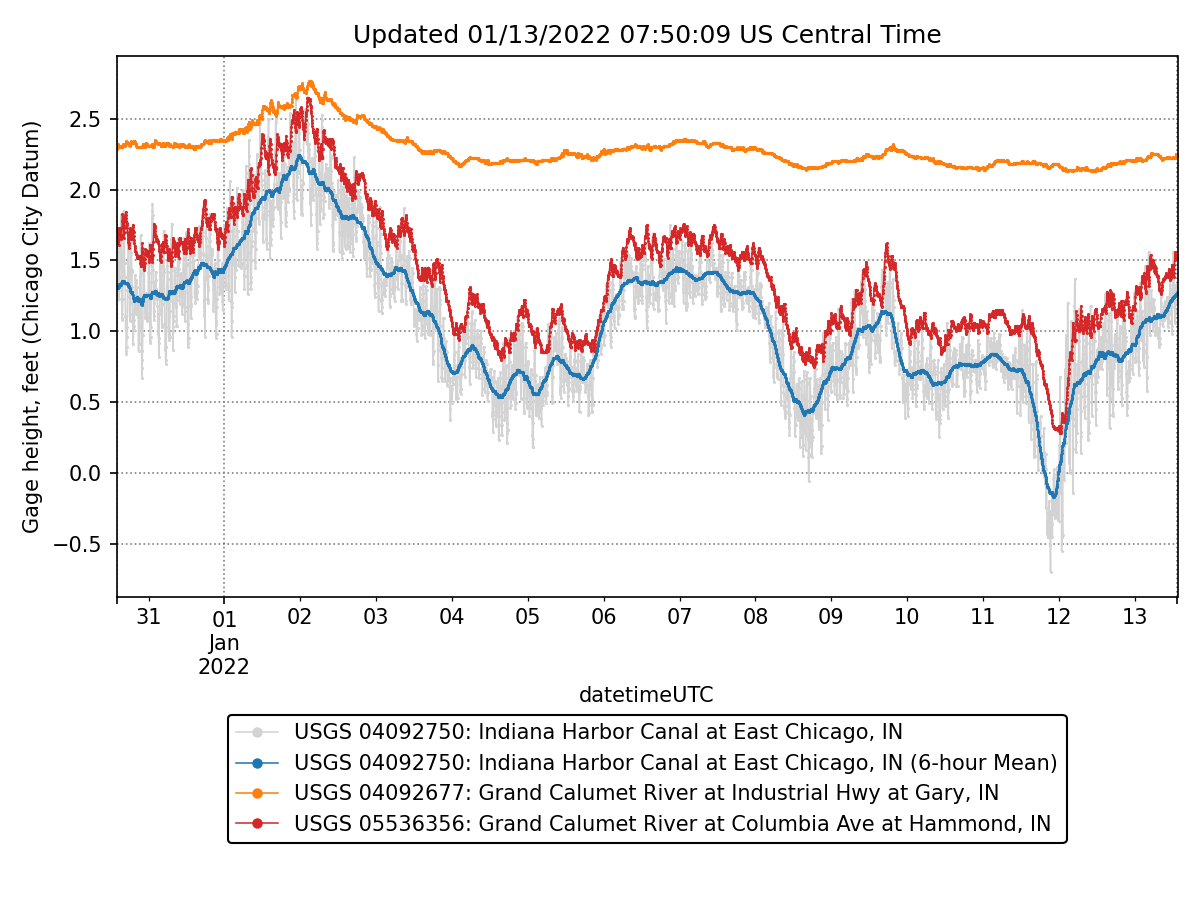 Updated 01/13/2022 07:50:09 US Central Time
Gage height, feet (Chicago City Datum)
2.5
2.0
1.5
1.0
0.5
0.0
−0.5
31 01 02 03 04 05 06 07 08 09 10 11 12 13
Jan
2022
datetimeUTC
USGS 04092750: Indiana Harbor Canal at East Chicago, IN
USGS 04092750: Indiana Harbor Canal at East Chicago, IN (6-hour Mean)
USGS 04092677: Grand Calumet River at Industrial Hwy at Gary, IN
USGS 05536356: Grand Calumet River at Columbia Ave at Hammond, IN